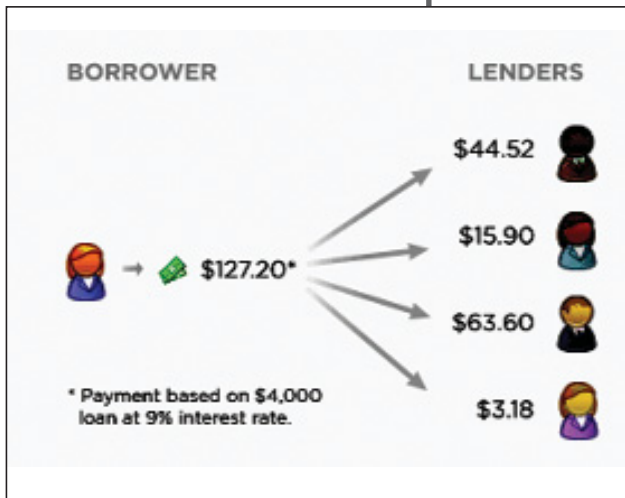 BORROWER
LENDERS
$44.52
$15.90
$127.20*
$63.60
$3.18
* Payment based on $4,000
loan at 9% interest rate.